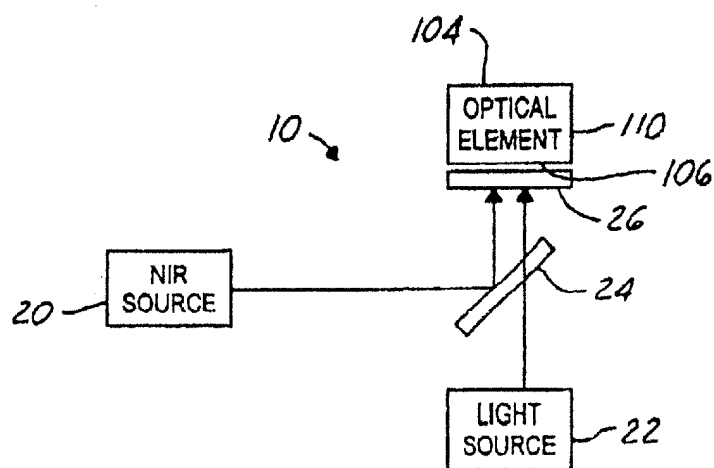 104
OPTICAL
ELEMENT
110
10
106
26
NIR
SOURCE
20
24
LIGHT
SOURCE
22